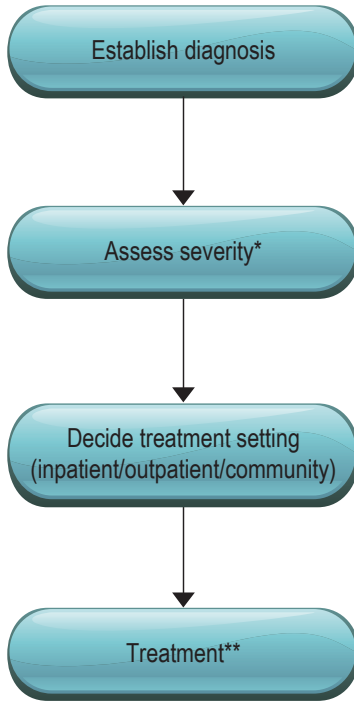 Establish diagnosis
Assess severity*
Decide treatment setting
(inpatient/outpatient/community)
Treatment**